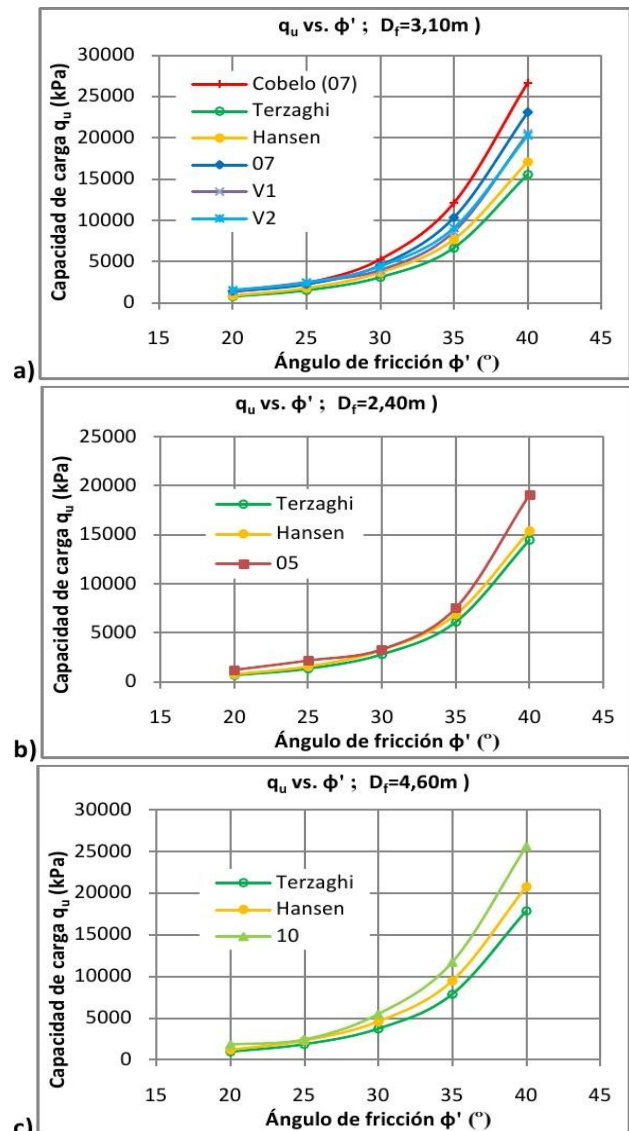 qᵤ vs. ɸ' ; D_f=3,10m )
Capacidad de carga qᵤ (kPa)
30000
25000
20000
15000
10000
5000
0
Cobelo (07)
Terzaghi
Hansen
07
V1
V2
15 20 25 30 35 40 45
Ángulo de fricción ɸ' (º)
a)
qᵤ vs. ɸ' ; D_f=2,40m )
Capacidad de carga qᵤ (kPa)
25000
20000
15000
10000
5000
0
Terzaghi
Hansen
05
15 20 25 30 35 40 45
Ángulo de fricción ɸ' (º)
b)
qᵤ vs. ɸ' ; D_f=4,60m )
Capacidad de carga qᵤ (kPa)
30000
25000
20000
15000
10000
5000
0
Terzaghi
Hansen
10
15 20 25 30 35 40 45
Ángulo de fricción ɸ' (º)
c)